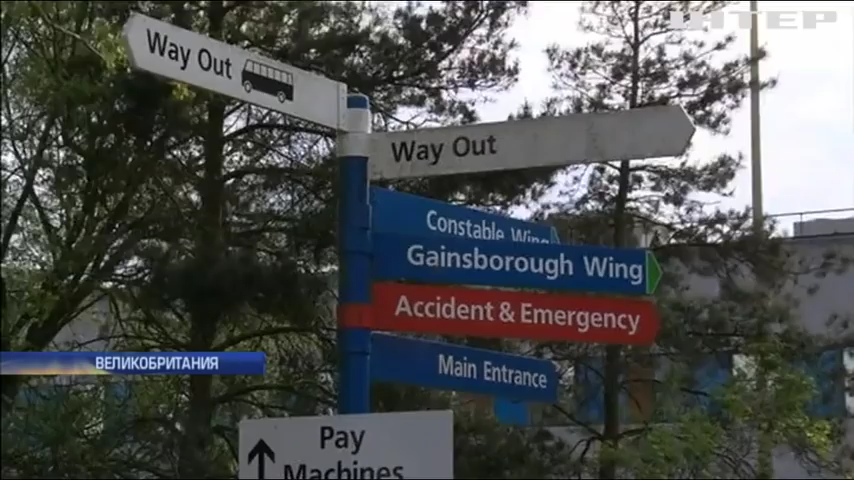 ІНТЕР
Way Out
Way Out
Constable Wing
Gainsborough Wing
Accident & Emergency
Main Entrance
ВЕЛИКОБРИТАНИЯ
Pay
Machines